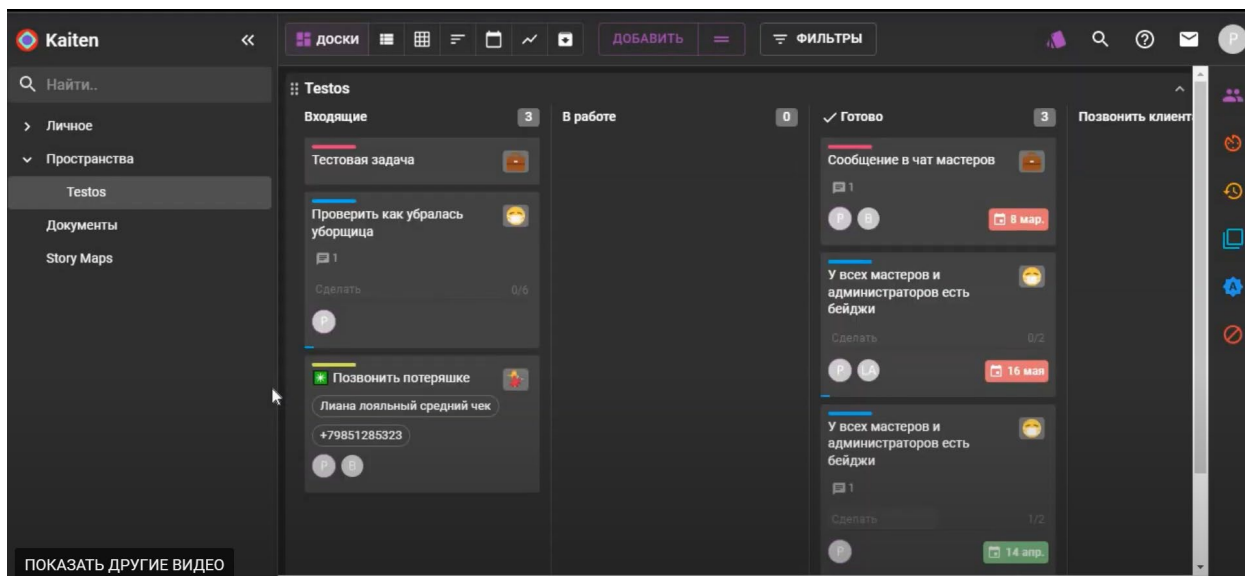 Kaiten
ДОСКИ
ДОБАВИТЬ
ФИЛЬТРЫ
P
Найти..
Личное
Пространства
Testos
Документы
Story Maps
Testos
Входящие 3
Тестовая задача
Проверить как убралась
уборщица
1
Сделать 0/6
P
Позвонить потеряшке
Лиана лояльный средний чек
+79851285323
P B
В работе 0
Готово 3
Сообщение в чат мастеров
1
P B 8 мар.
У всех мастеров и
администраторов есть
бейджи
Сделать 0/2
P LA 16 мая
У всех мастеров и
администраторов есть
бейджи
1
Сделать 1/2
P 14 апр.
Позвонить клиент
A
ПОКАЗАТЬ ДРУГИЕ ВИДЕО